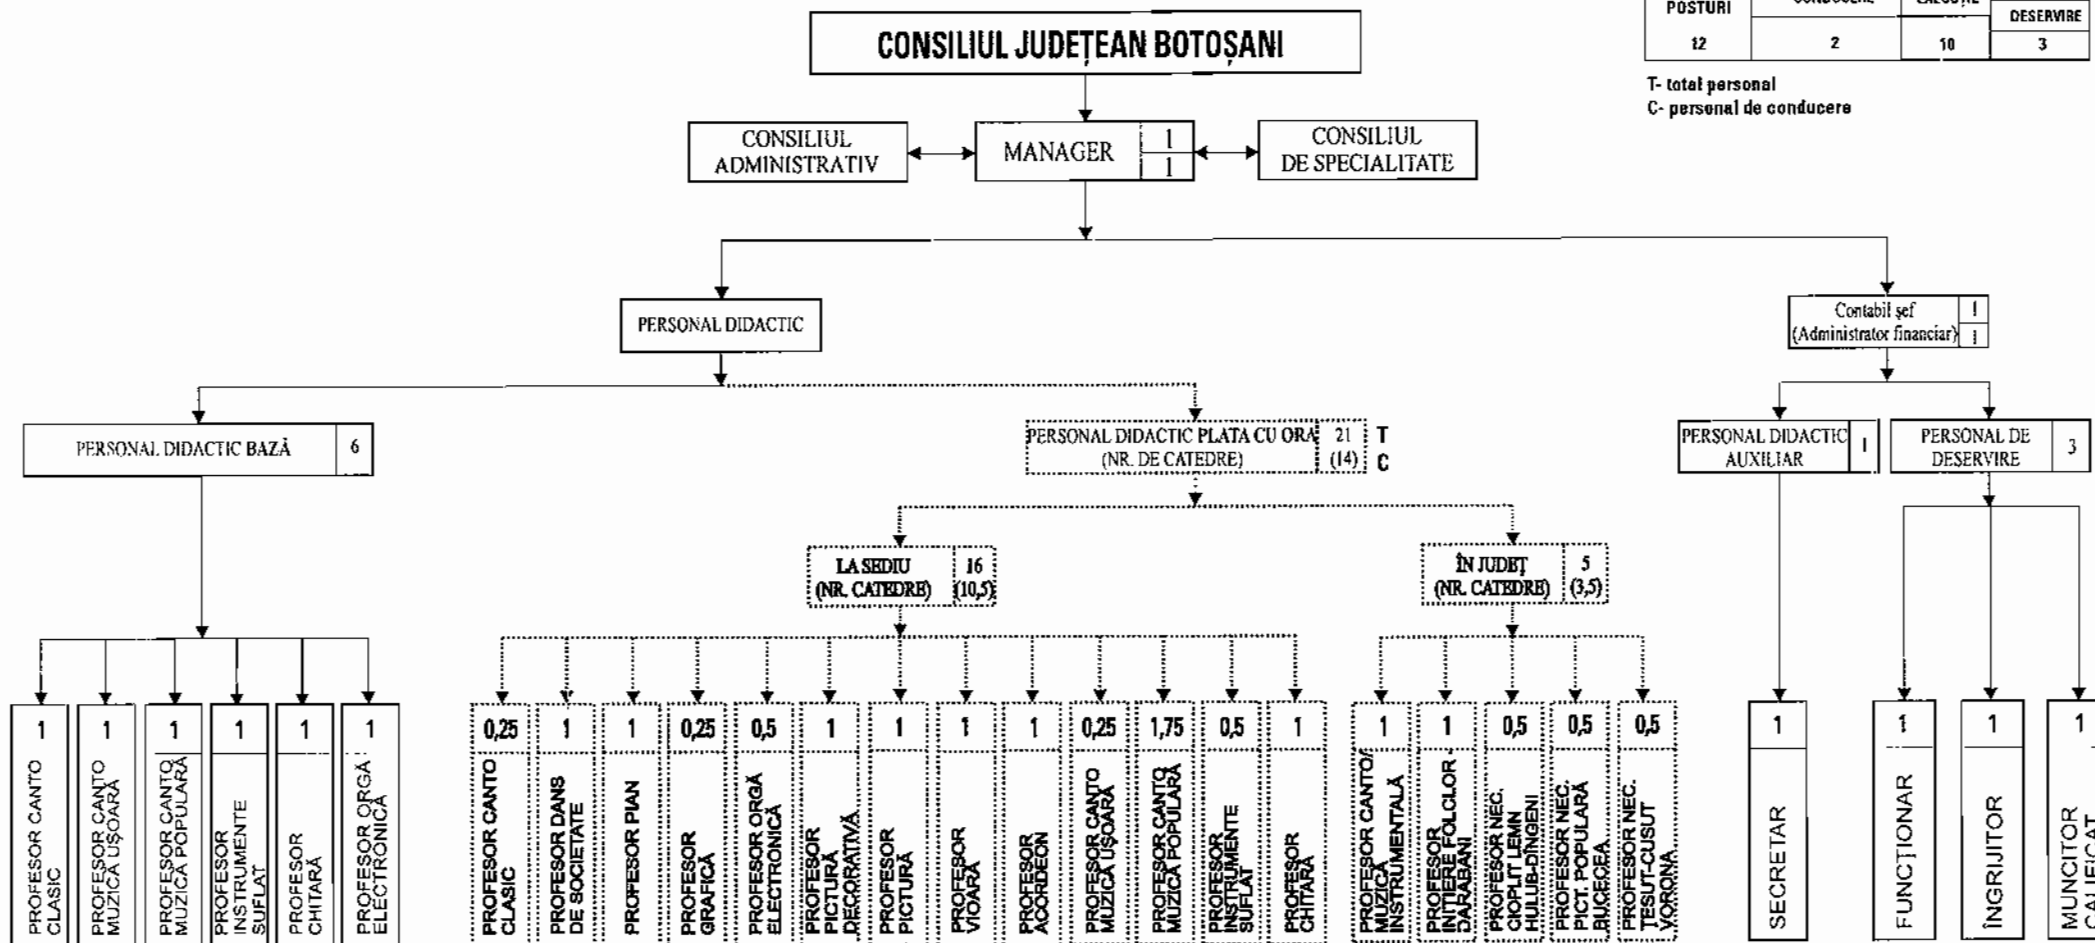 CONSILIUL JUDEȚEAN BOTOȘANI
POSTURI
DESERVIRE
12 2 10 3
T- total personal
C- personal de conducere
CONSILIUL
ADMINISTRATIV
MANAGER
1
1
CONSILIUL
DE SPECIALITATE
PERSONAL DIDACTIC
Contabil șef
(Administrator financiar)
1
1
PERSONAL DIDACTIC BAZĂ 6
PERSONAL DIDACTIC PLATA CU ORA 21 T
(NR. DE CATEDRE) (14) C
PERSONAL DIDACTIC
AUXILIAR
1
PERSONAL DE
DESERVIRE
3
LA SEDIU 16
(NR. CATEDRE) (10,5)
ÎN JUDEȚ 5
(NR. CATEDRE) (3,5)
1
PROFESOR CANTO
CLASIC
1
PROFESOR CANTO
MUZICĂ UȘOARĂ
1
PROFESOR CANTO
MUZICĂ POPULARĂ
1
PROFESOR
INSTRUMENTE
SUFLAT
1
PROFESOR
CHITARĂ
1
PROFESOR ORGĂ
ELECTRONICĂ
0,25
PROFESOR CANTO
CLASIC
1
PROFESOR DANS
DE SOCIETATE
1
PROFESOR PIAN
0,25
PROFESOR
GRAFICĂ
0,5
PROFESOR ORGĂ
ELECTRONICĂ
1
PROFESOR
PICTURĂ
DECORATIVĂ
1
PROFESOR
PICTURĂ
1
PROFESOR
VIOARĂ
1
PROFESOR
ACORDEON
0,25
PROFESOR CANTO
MUZICĂ UȘOARĂ
1,75
PROFESOR CANTO
MUZICĂ POPULARĂ
0,5
PROFESOR
INSTRUMENTE
SUFLAT
1
PROFESOR
CHITARĂ
1
PROFESOR CANTO/
MUZICĂ
INSTRUMENTALĂ
1
PROFESOR
INIȚIERE FOLCLOR -
DARABANI
0,5
PROFESOR NEC.
CIOPLIT LEMN
HULUB-DÎNGENI
0,5
PROFESOR NEC.
PICT. POPULARĂ
BUCECEA
0,5
PROFESOR NEC.
ȚESUT-CUSUT
VORONA
1
SECRETAR
1
FUNCȚIONAR
1
ÎNGRIJITOR
1
MUNCITOR
CALIFICAT